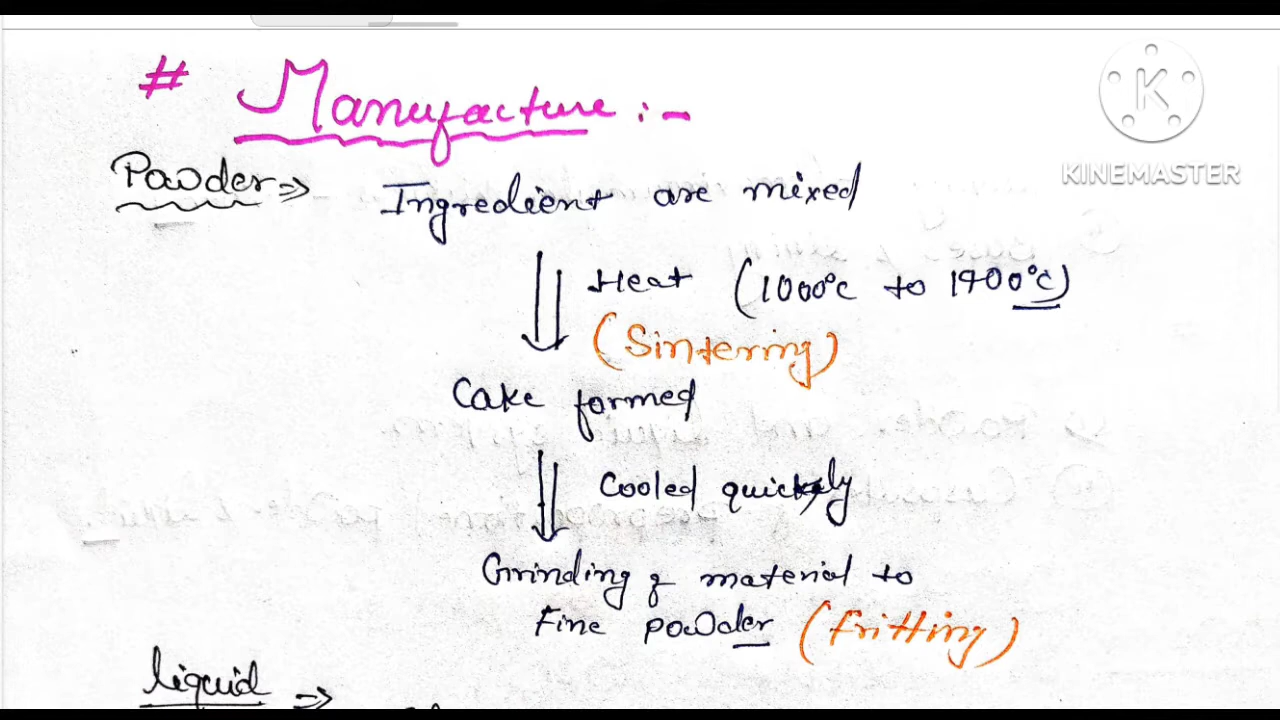 # Manufacture :-
K
KINEMASTER
Powder ⇒ Ingredient are mixed
Heat (1000°c to 1400°c)
(Sintering)
Cake formed
Cooled quickly
Grinding of material to
Fine powder (fritting)
liquid ⇒